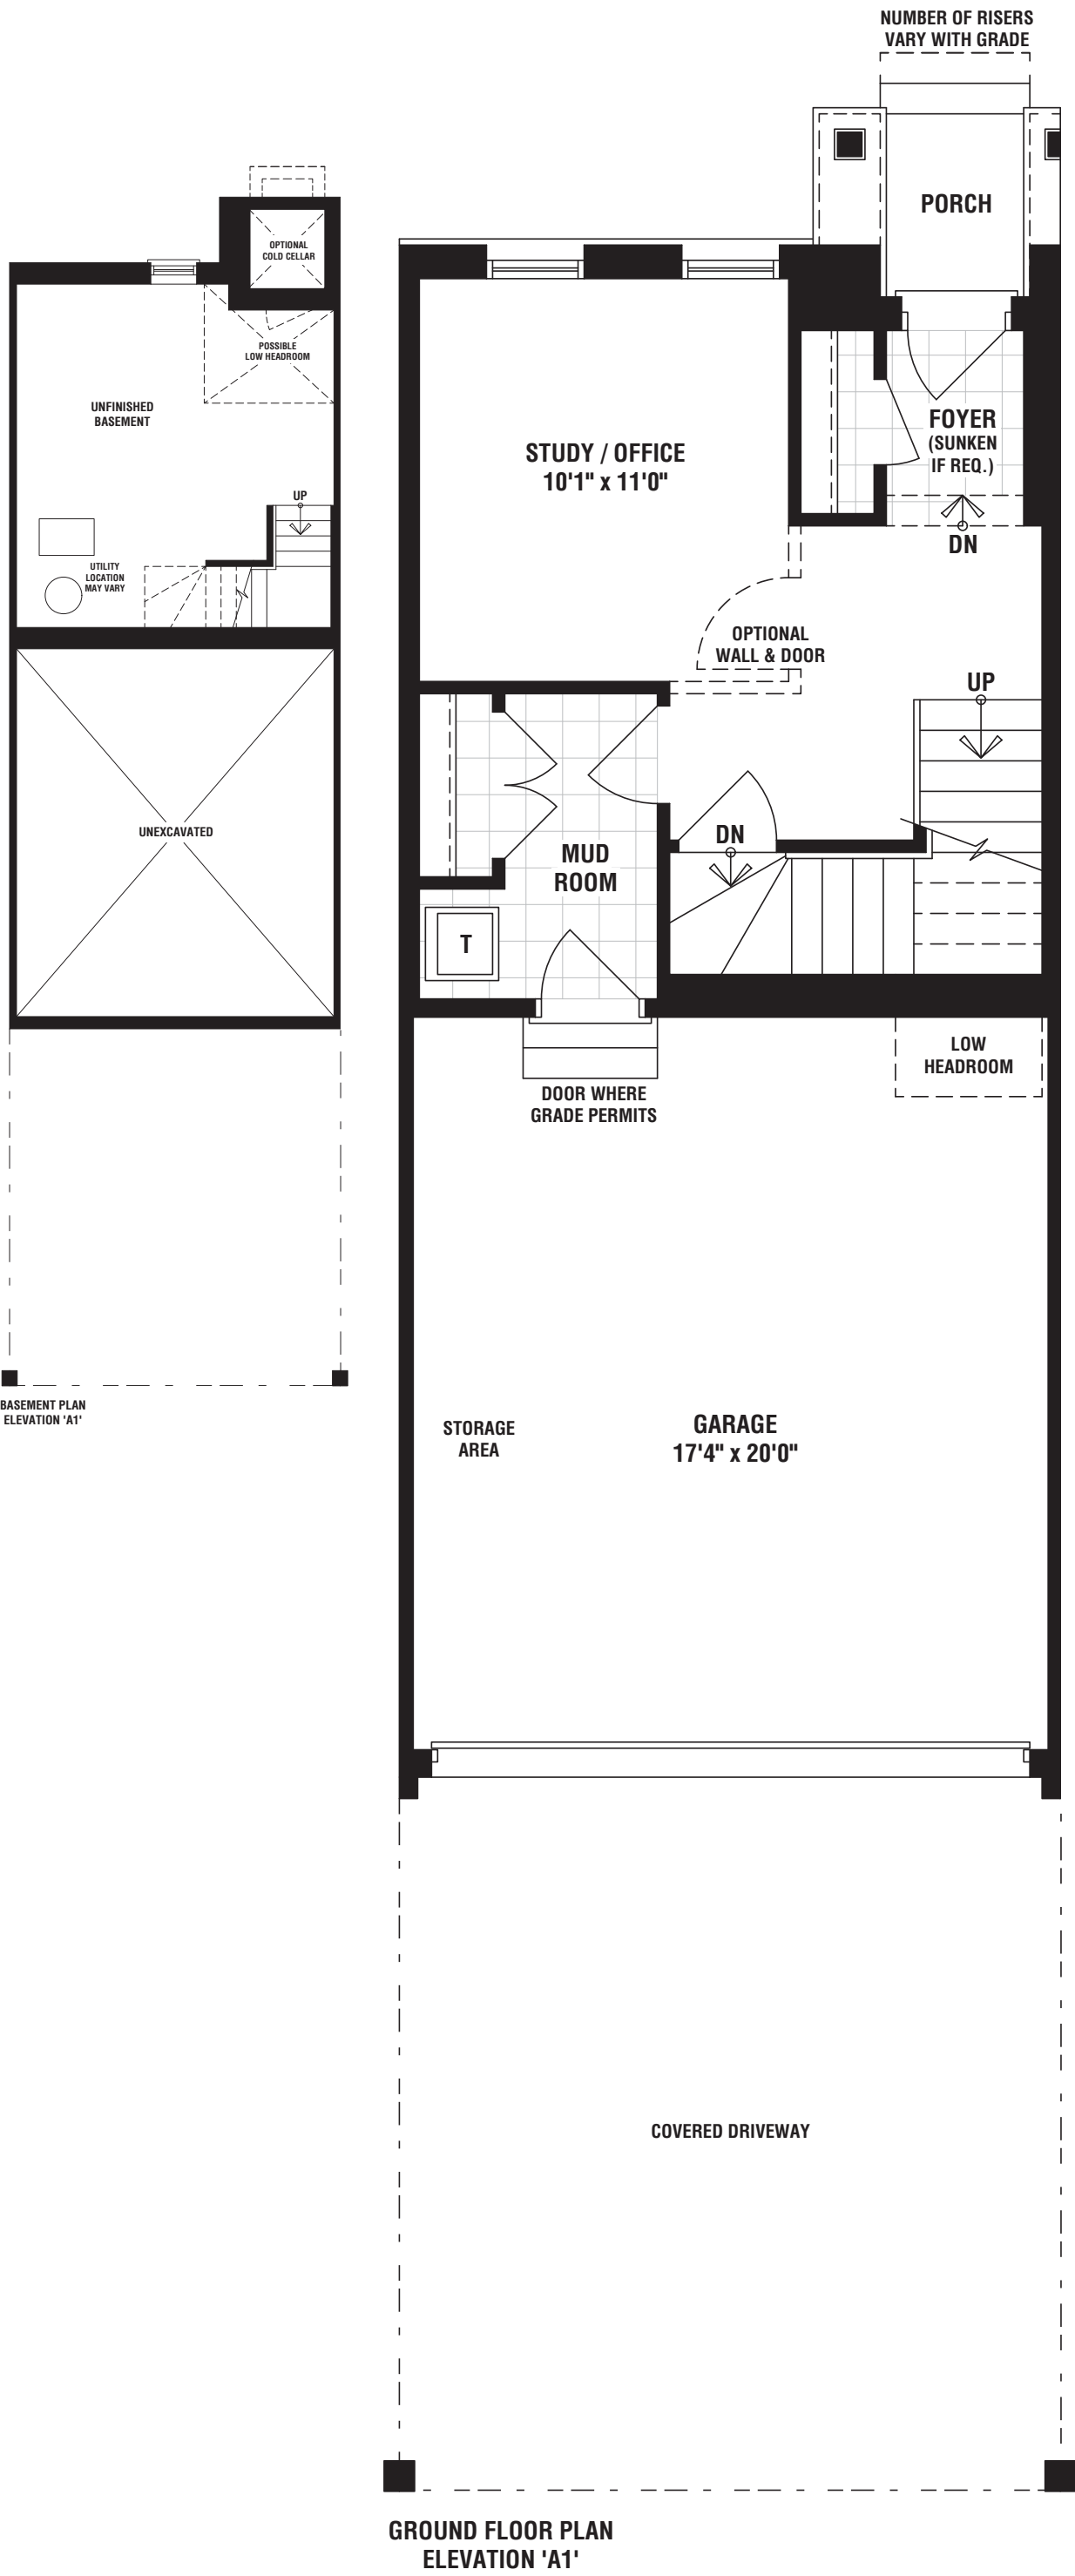 NUMBER OF RISERS
VARY WITH GRADE
PORCH
OPTIONAL
COLD CELLAR
POSSIBLE
LOW HEADROOM
UNFINISHED
BASEMENT
UP
UTILITY
LOCATION
MAY VARY
UNEXCAVATED
BASEMENT PLAN
ELEVATION 'A1'
STUDY / OFFICE
10'1" x 11'0"
FOYER
(SUNKEN
IF REQ.)
DN
OPTIONAL
WALL & DOOR
UP
DN
MUD
ROOM
T
LOW
HEADROOM
DOOR WHERE
GRADE PERMITS
STORAGE
AREA
GARAGE
17'4" x 20'0"
COVERED DRIVEWAY
GROUND FLOOR PLAN
ELEVATION 'A1'